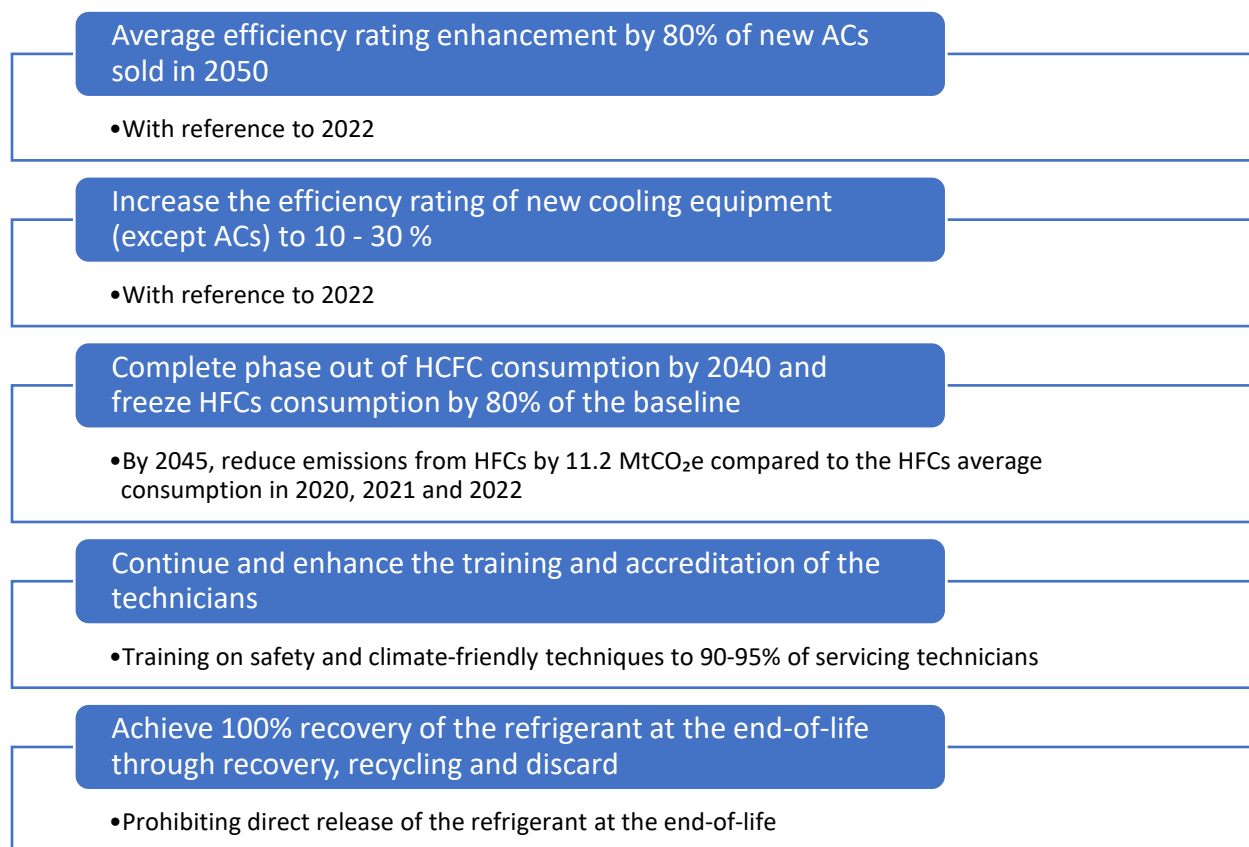 Average efficiency rating enhancement by 80% of new ACs
sold in 2050
•With reference to 2022
Increase the efficiency rating of new cooling equipment
(except ACs) to 10 - 30 %
•With reference to 2022
Complete phase out of HCFC consumption by 2040 and
freeze HFCs consumption by 80% of the baseline
•By 2045, reduce emissions from HFCs by 11.2 MtCO₂e compared to the HFCs average
consumption in 2020, 2021 and 2022
Continue and enhance the training and accreditation of the
technicians
•Training on safety and climate-friendly techniques to 90-95% of servicing technicians
Achieve 100% recovery of the refrigerant at the end-of-life
through recovery, recycling and discard
•Prohibiting direct release of the refrigerant at the end-of-life